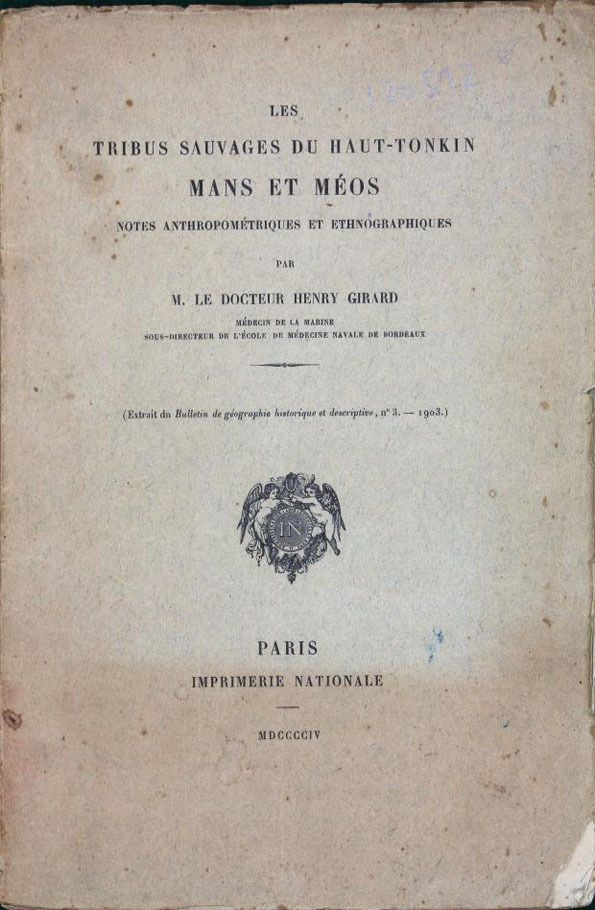 LES
TRIBUS SAUVAGES DU HAUT-TONKIN
MANS ET MÉOS
NOTES ANTHROPOMÉTRIQUES ET ETHNOGRAPHIQUES
PAR
M. LE DOCTEUR HENRY GIRARD
MÉDECIN DE LA MARINE
SOUS-DIRECTEUR DE L'ÉCOLE DE MÉDECINE NAVALE DE BORDEAUX
(Extrait du Bulletin de géographie historique et descriptive, n° 3. — 1903.)
IN
PARIS
IMPRIMERIE NATIONALE
MDCCCCIV